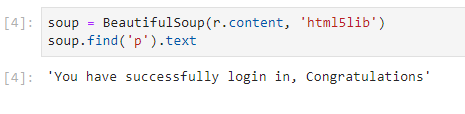 [4]: soup = BeautifulSoup(r.content, 'html5lib')
soup.find('p').text
[4]: 'You have successfully login in, Congratulations'